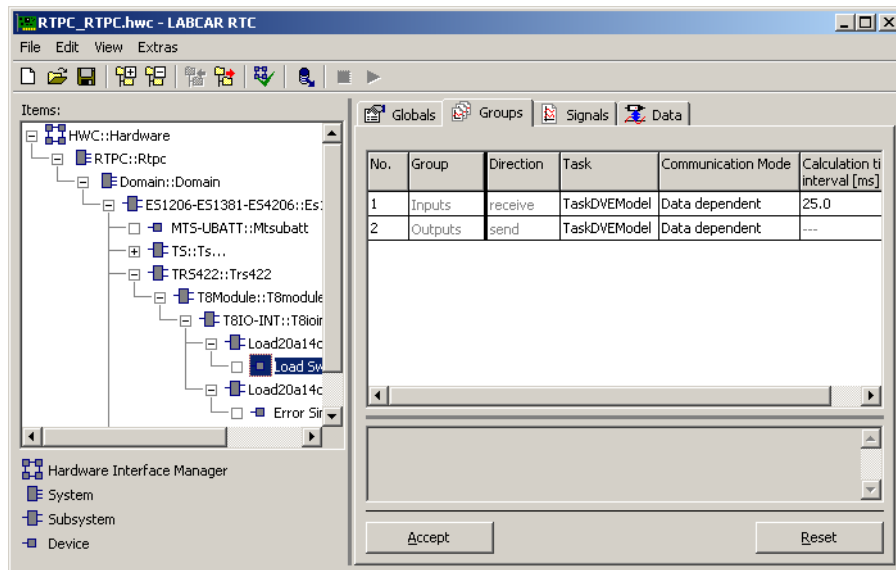 RTPC_RTPC.hwc - LABCAR RTC
File Edit View Extras
Items:
HWC::Hardware
RTPC::Rtpc
Domain::Domain
ES1206-ES1381-ES4206::Es1
MTS-UBATT::Mtsubatt
TS::Ts...
TRS422::Trs422
T8Module::T8module
T8IO-INT::T8ioin
Load20a14c
Load Sw
Load20a14c
Error Sin
Hardware Interface Manager
System
Subsystem
Device
Globals Groups Signals Data
No. Group Direction Task Communication Mode Calculation ti
interval [ms]
1 Inputs receive TaskDVEModel Data dependent 25.0
2 Outputs send TaskDVEModel Data dependent ---
Accept Reset